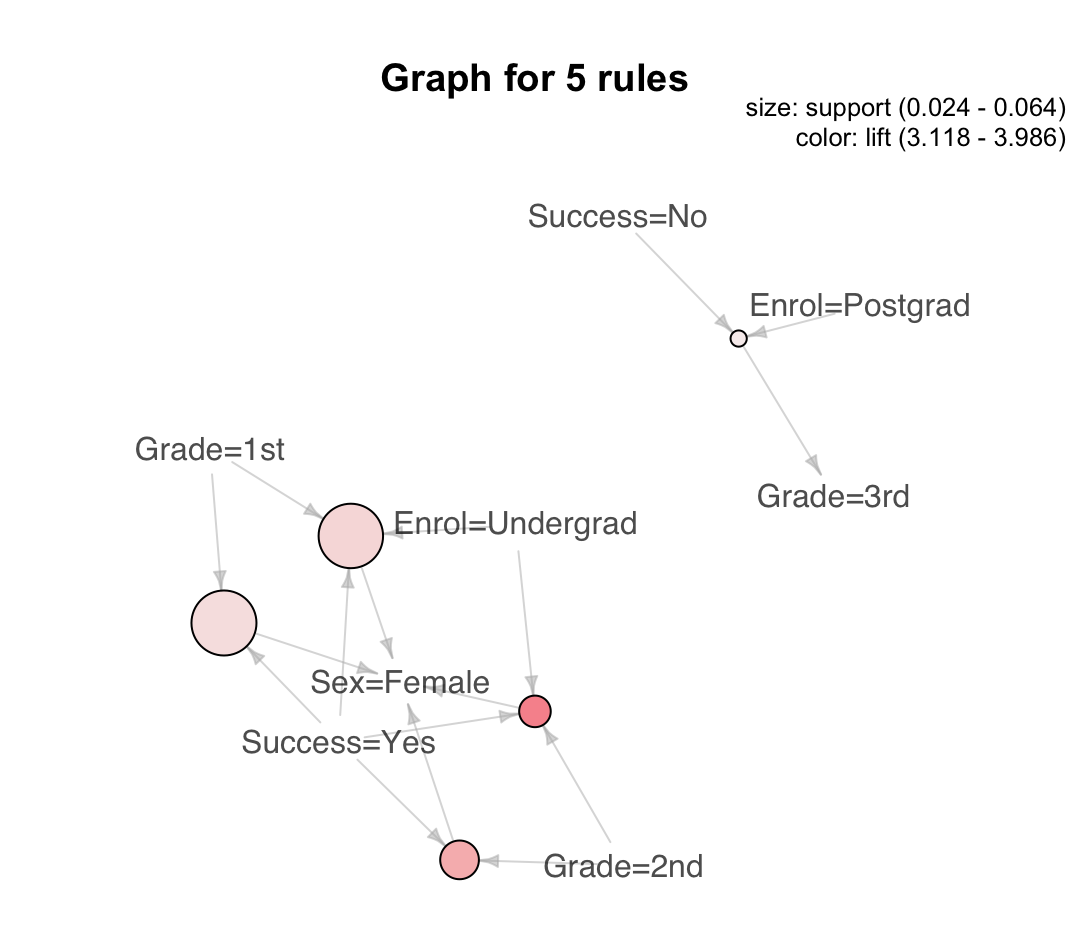 Graph for 5 rules
size: support (0.024 - 0.064)
color: lift (3.118 - 3.986)
Success=No
Enrol=Postgrad
Grade=1st
Grade=3rd
Enrol=Undergrad
Sex=Female
Success=Yes
Grade=2nd